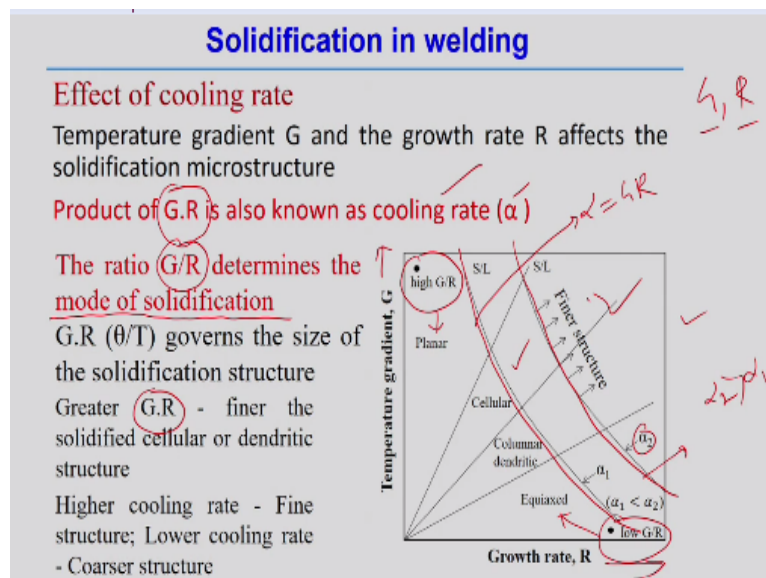 Solidification in welding
Effect of cooling rate
G, R
Temperature gradient G and the growth rate R affects the
solidification microstructure
Product of G.R is also known as cooling rate (α )
α = GR
The ratio G/R determines the
mode of solidification
G.R (θ/T) governs the size of
the solidification structure
Greater G.R - finer the
solidified cellular or dendritic
structure
Higher cooling rate - Fine
structure; Lower cooling rate
- Coarser structure
Temperature gradient, G
high G/R
S/L
S/L
Planar
Finer structure
Cellular
Columnar
dendritic
Equiaxed
α2
α1
(α1 < α2)
low G/R
Growth rate, R